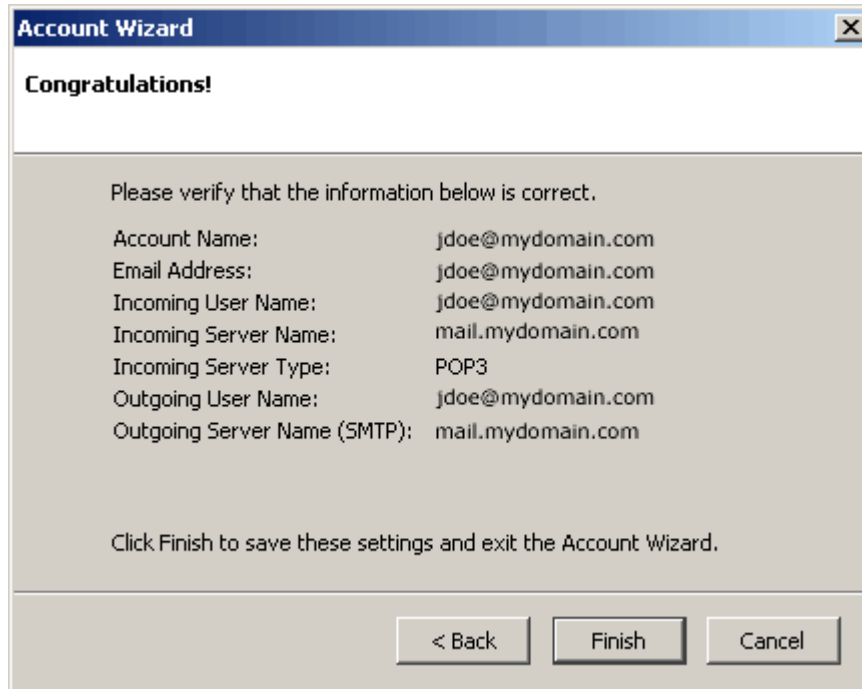 Account Wizard
Congratulations!
Please verify that the information below is correct.
Account Name: jdoe@mydomain.com
Email Address: jdoe@mydomain.com
Incoming User Name: jdoe@mydomain.com
Incoming Server Name: mail.mydomain.com
Incoming Server Type: POP3
Outgoing User Name: jdoe@mydomain.com
Outgoing Server Name (SMTP): mail.mydomain.com
Click Finish to save these settings and exit the Account Wizard.
< Back Finish Cancel